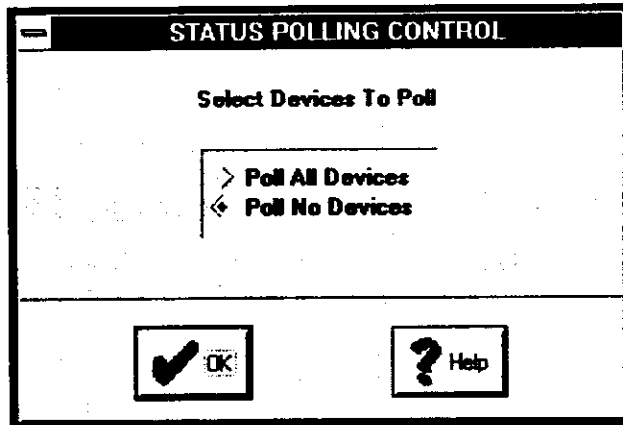 STATUS POLLING CONTROL
Select Devices To Poll
Poll All Devices
Poll No Devices
OK
Help